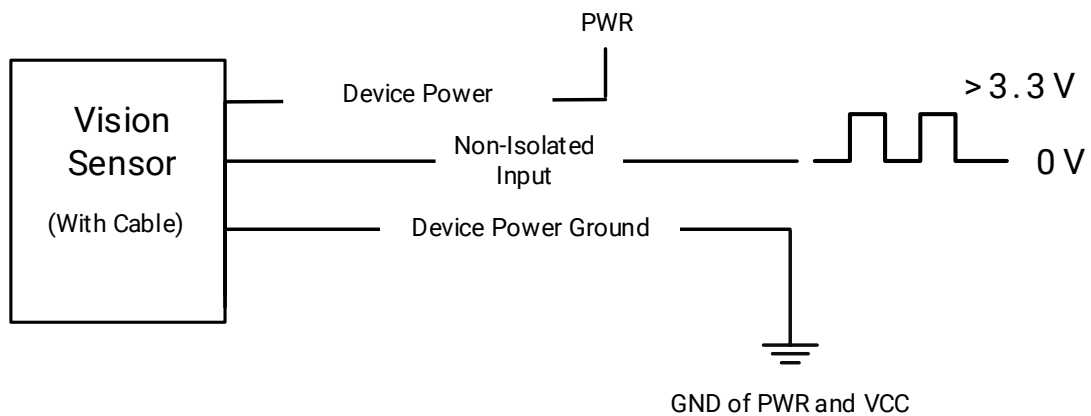 PWR
Device Power
> 3.3 V
Vision
Sensor
(With Cable)
Non-Isolated
Input
0 V
Device Power Ground
GND of PWR and VCC